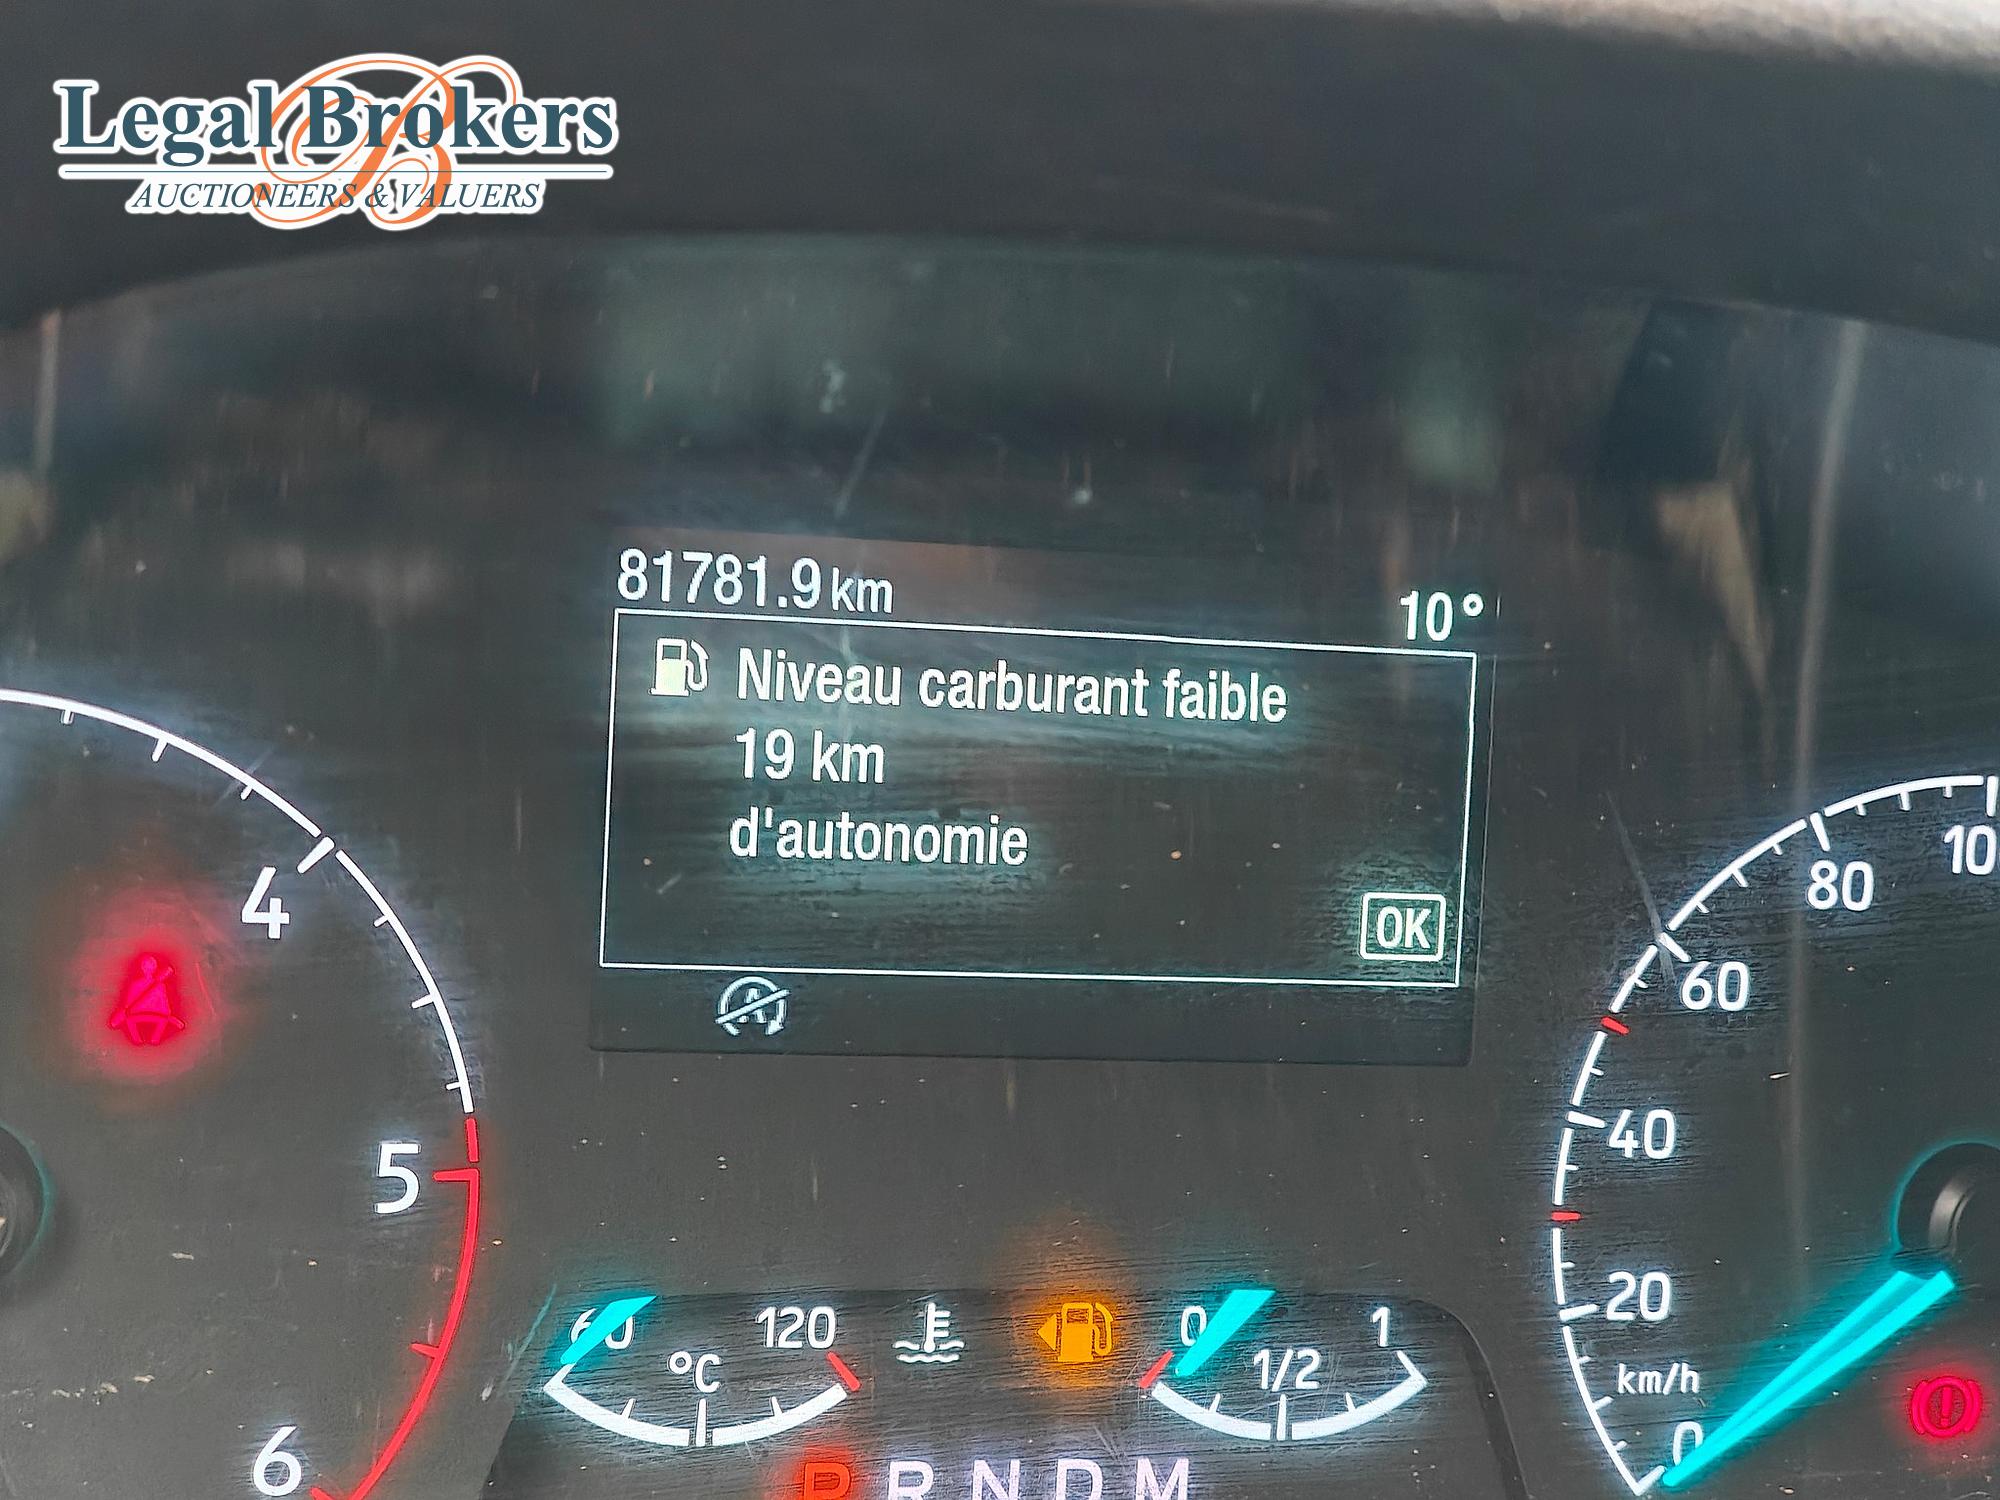 Legal Brokers
AUCTIONEERS & VALUERS
81781.9 km
10°
Niveau carburant faible
19 km
d'autonomie
OK
A
4
5
6
60 120
°C
0 1/2 1
P R N D M
100
80
60
40
20
km/h
0